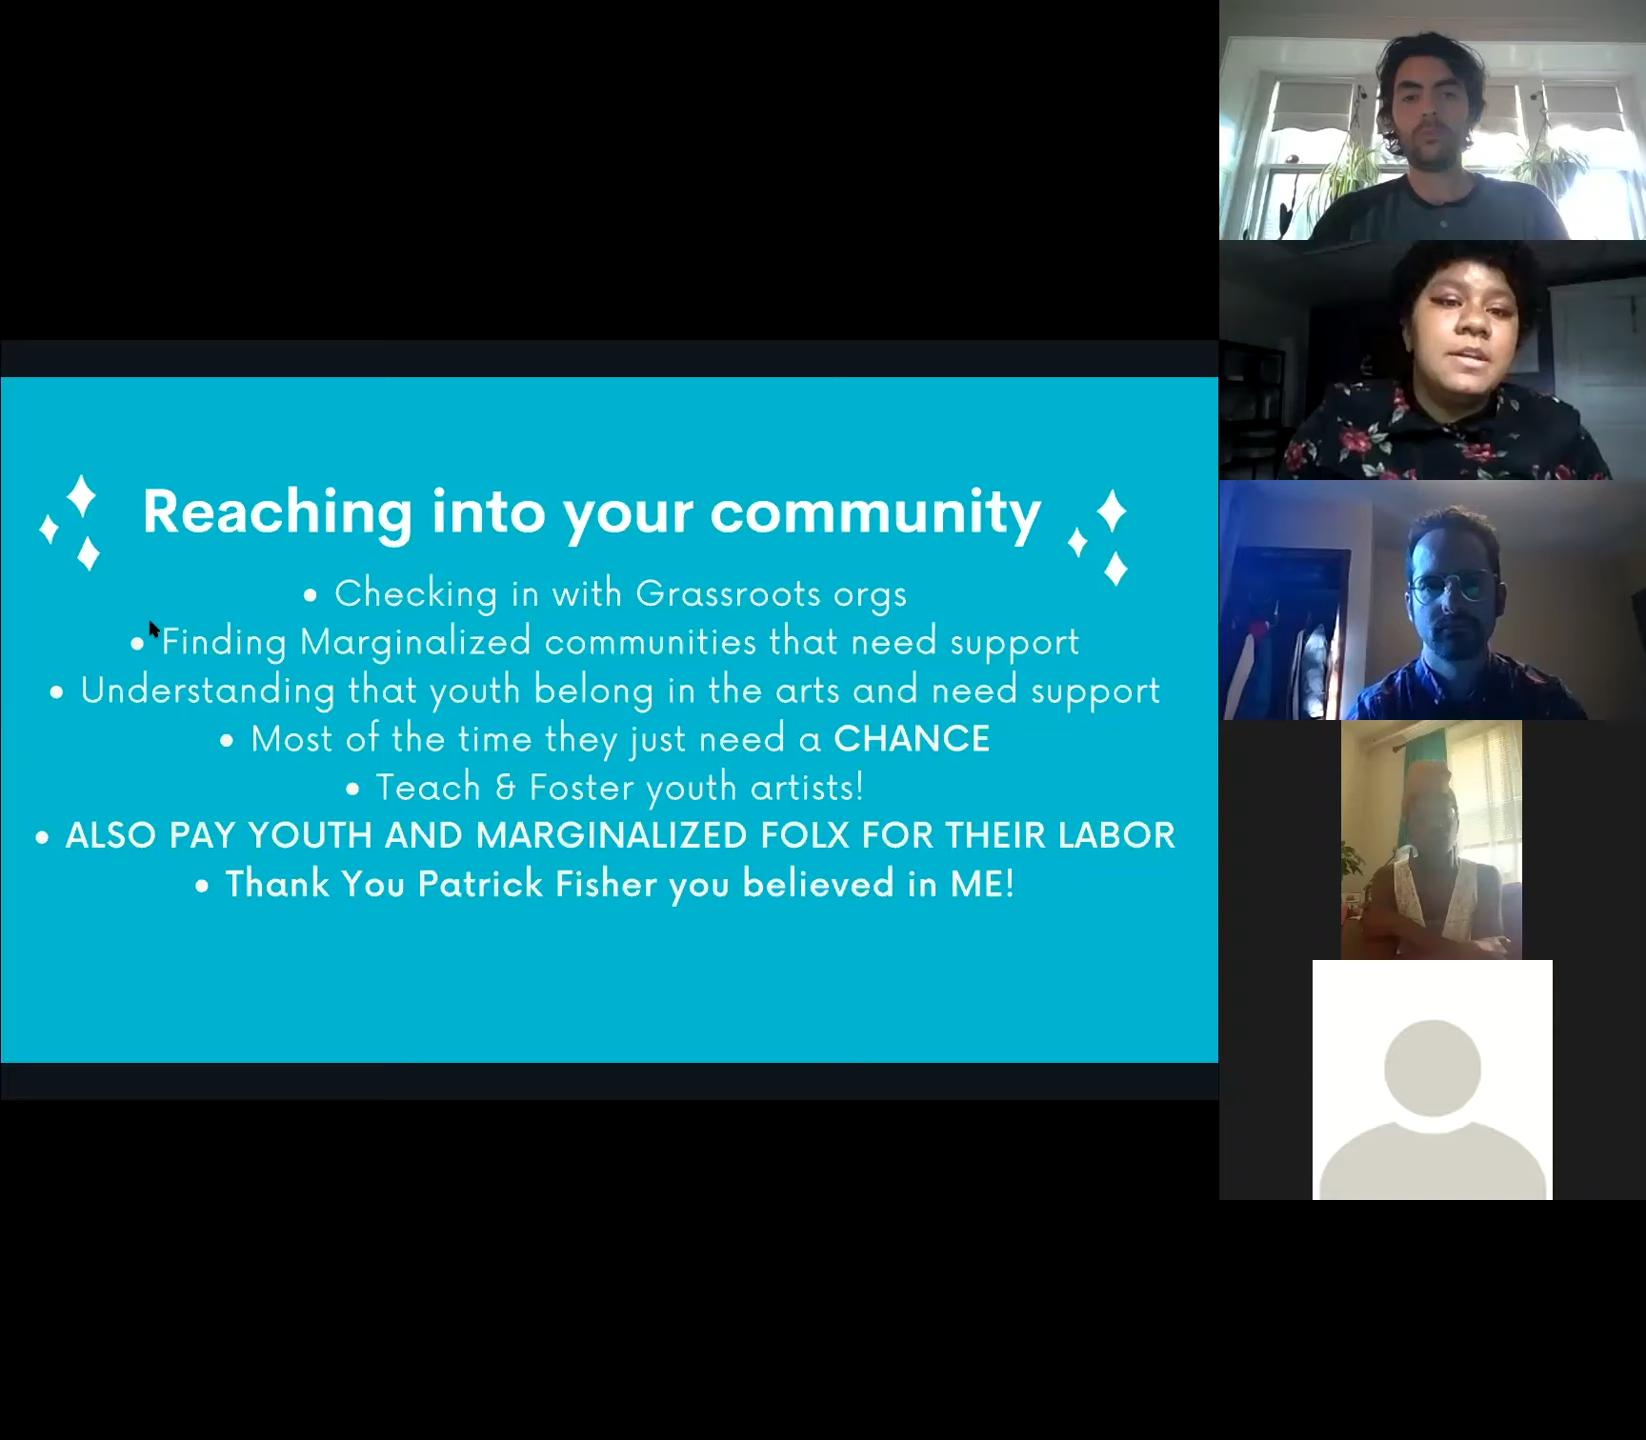 Reaching into your community
• Checking in with Grassroots orgs
• Finding Marginalized communities that need support
• Understanding that youth belong in the arts and need support
• Most of the time they just need a CHANCE
• Teach & Foster youth artists!
• ALSO PAY YOUTH AND MARGINALIZED FOLX FOR THEIR LABOR
• Thank You Patrick Fisher you believed in ME!